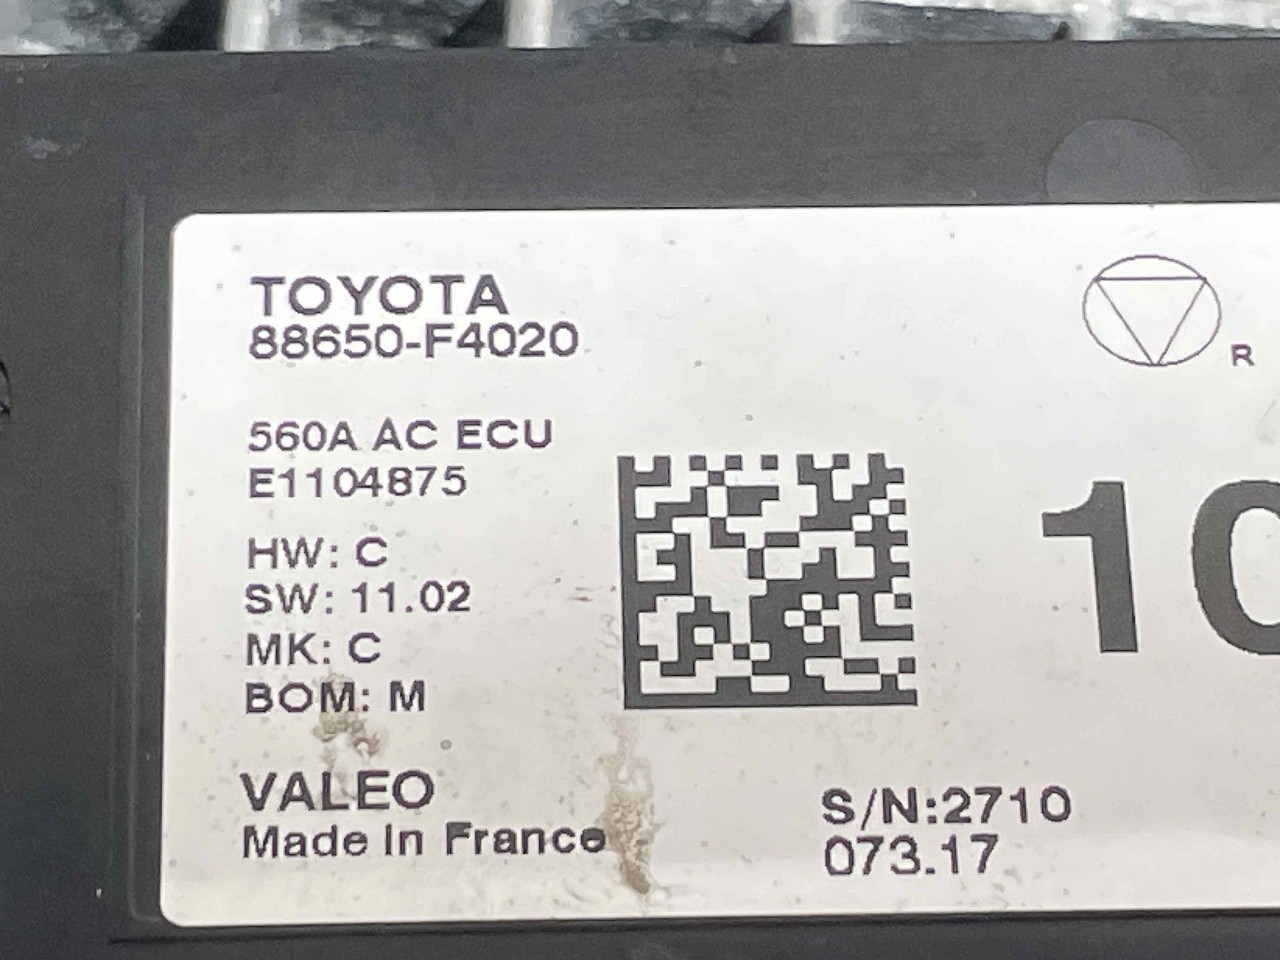 TOYOTA
88650-F4020
R
560A AC ECU
E1104875
HW: C
SW: 11.02
MK: C
BOM: M
10
VALEO
Made In France
S/N:2710
073.17